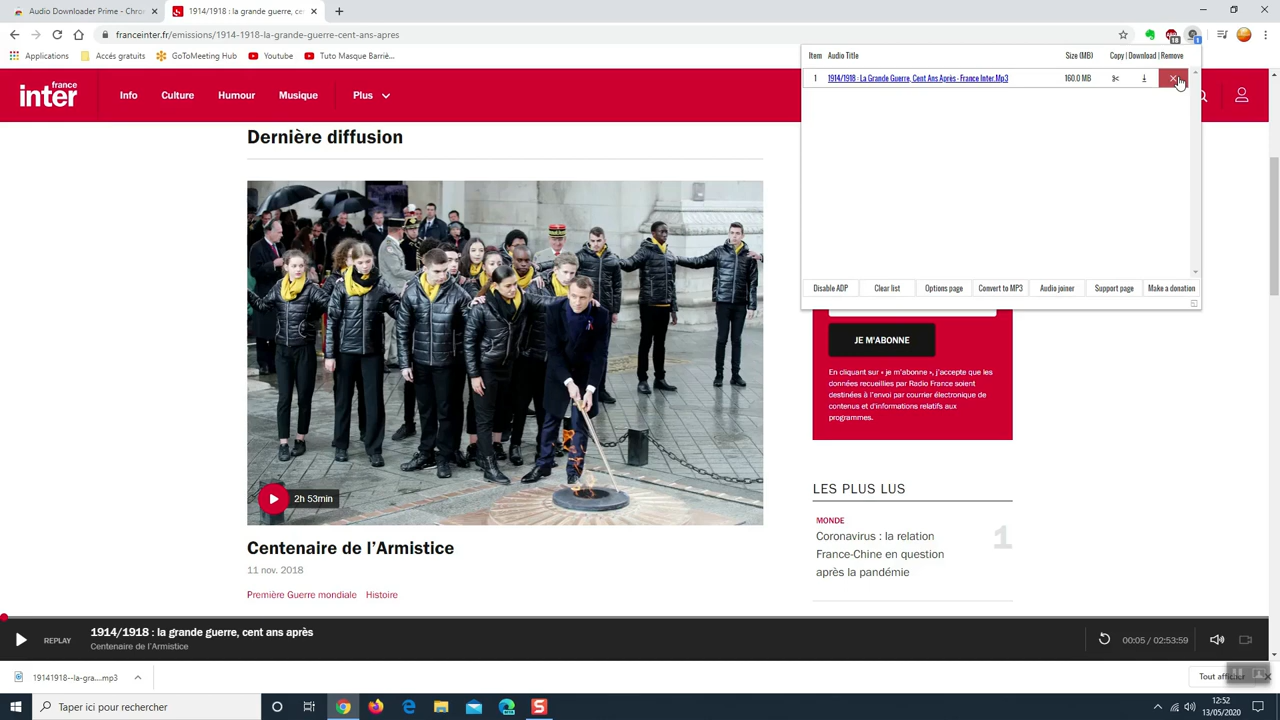 Audio Downloader Prime - Chro
1914/1918 : la grande guerre, cen
franceinter.fr/emissions/1914-1918-la-grande-guerre-cent-ans-apres
18
1
Applications
Accès gratuits
GoToMeeting Hub
Youtube
Tuto Masque Barriè...
Item Audio Title Size (MB) Copy | Download | Remove
1 1914/1918 : La Grande Guerre, Cent Ans Après - France Inter.Mp3 160.0 MB
Disable ADP Clear list Options page Convert to MP3 Audio joiner Support page Make a donation
france
inter
Info
Culture
Humour
Musique
Plus
Dernière diffusion
2h 53min
Centenaire de l'Armistice
11 nov. 2018
Première Guerre mondiale Histoire
JE M'ABONNE
En cliquant sur « je m'abonne », j'accepte que les
données recueillies par Radio France soient
destinées à l'envoi par courrier électronique de
contenus et d'informations relatifs aux
programmes.
LES PLUS LUS
MONDE
Coronavirus : la relation
France-Chine en question
après la pandémie
1
REPLAY
1914/1918 : la grande guerre, cent ans après
Centenaire de l'Armistice
00:05 / 02:53:59
19141918--la-gra....mp3
Tout afficher
Taper ici pour rechercher
12:52
13/05/2020